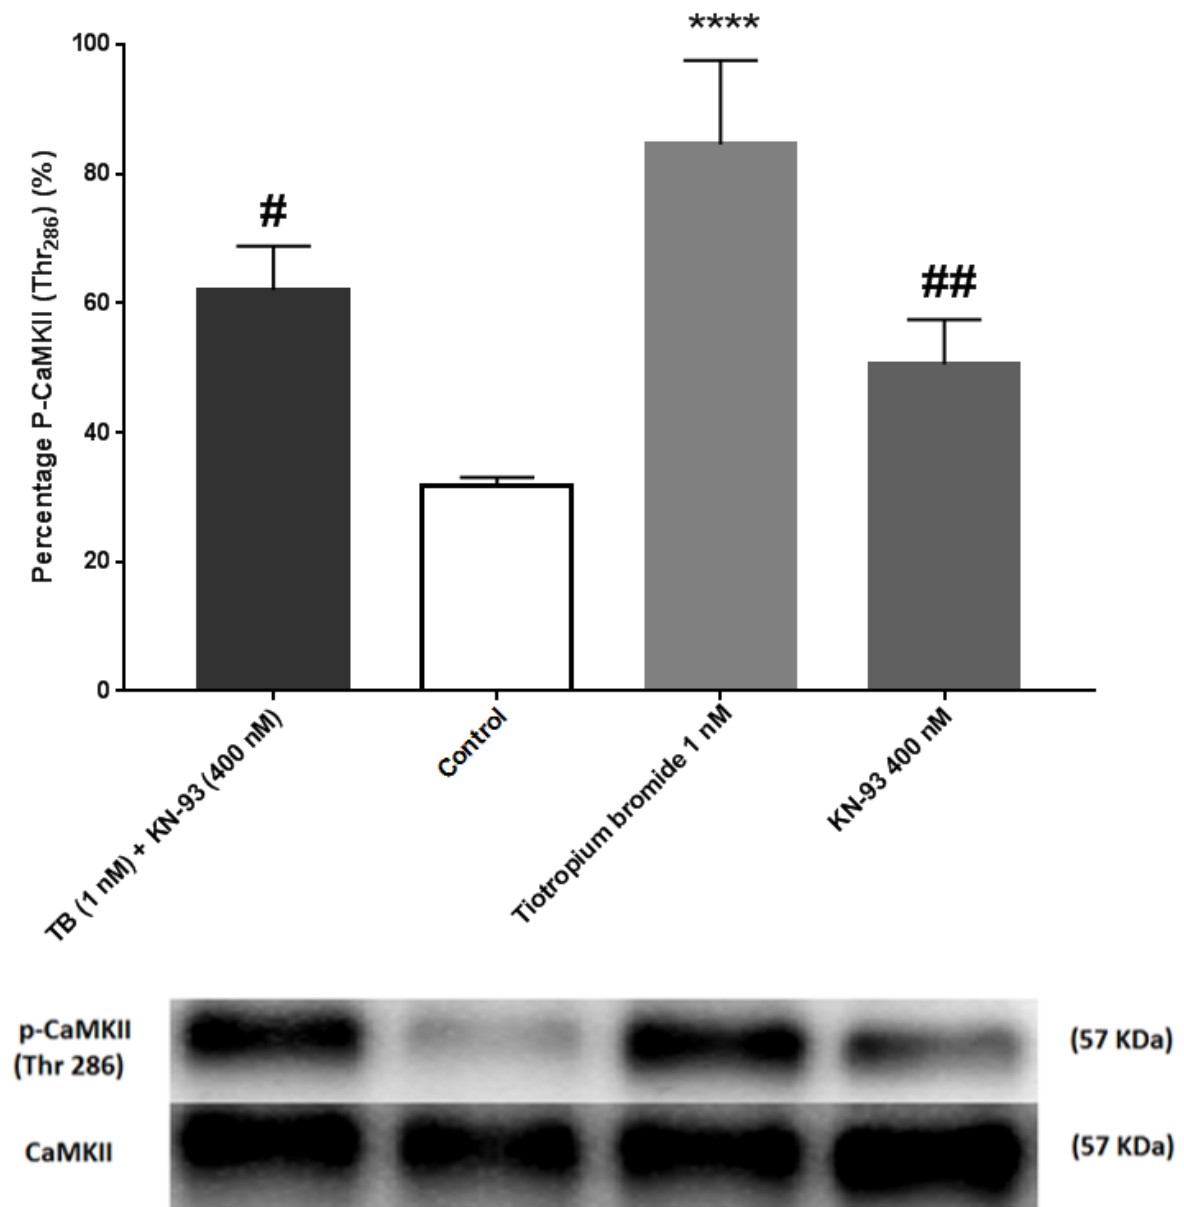 ****
100
80
60
40
20
0
Percentage P-CaMKII (Thr286) (%)
#
##
TB (1 nM) + KN-93 (400 nM)
Control
Tiotropium bromide 1 nM
KN-93 400 nM
p-CaMKII
(Thr 286)
(57 KDa)
CaMKII
(57 KDa)